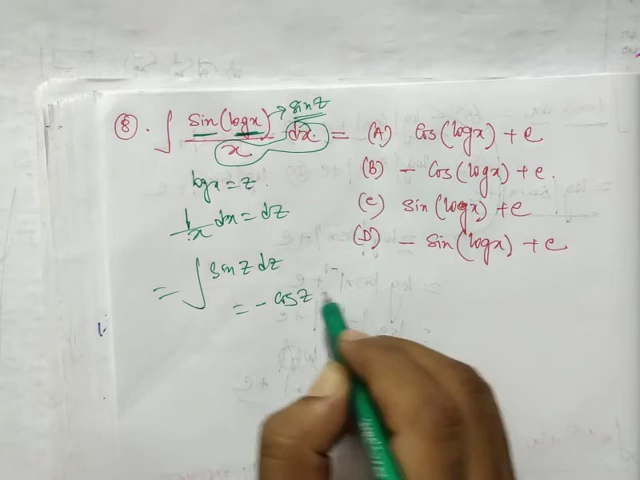 ⑧. ∫ sin(logx)/x dx = (A) cos(logx) + c
→ sin z
(B) - cos(logx) + c.
(C) sin(logx) + c
(D) - sin(logx) + c
logx = z.
1/x dx = dz
= ∫ sin z dz
= - cos z